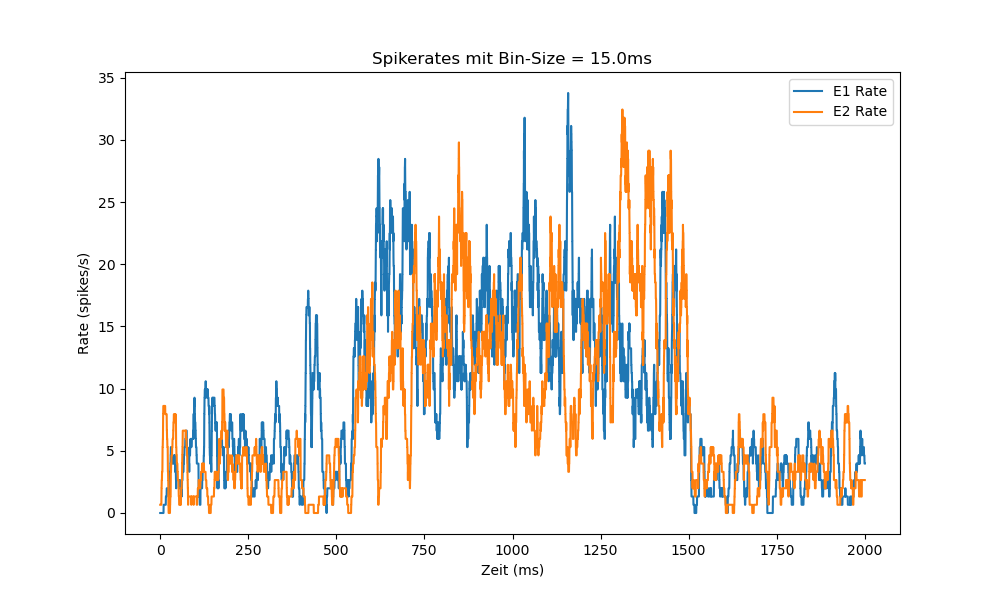 Spikerates mit Bin-Size = 15.0ms
E1 Rate
E2 Rate
35
30
25
20
15
10
5
0
Rate (spikes/s)
0 250 500 750 1000 1250 1500 1750 2000
Zeit (ms)